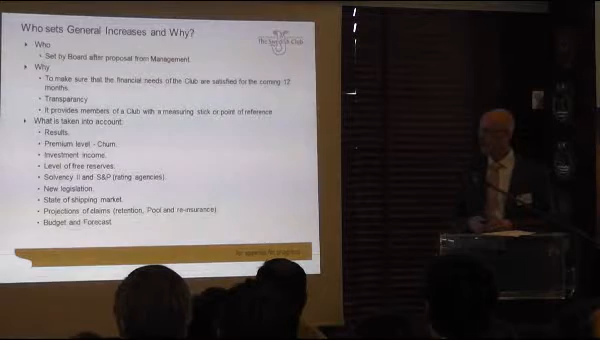 Who sets General Increases and Why?
The Swedish Club
Who
Set by Board after proposal from Management.
Why
To make sure that the financial needs of the Club are satisfied for the coming 12
months.
Transparency
It provides members of a Club with a measuring stick or point of reference
What is taken into account:
Results.
Premium level - Churn.
Investment income.
Level of free reserves.
Solvency II and S&P (rating agencies).
New legislation.
State of shipping market.
Projections of claims (retention, Pool and re-insurance).
Budget and Forecast.